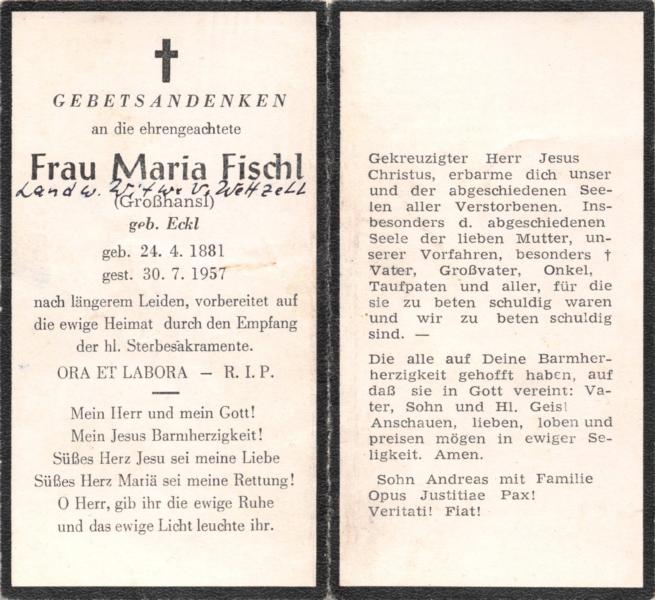 GEBETSANDENKEN
an die ehrengeachtete
Frau Maria Fischl
Landw. Witwe v. Wettzell
(Großhansl)
geb. Eckl
geb. 24. 4. 1881
gest. 30. 7. 1957
nach längerem Leiden, vorbereitet auf
die ewige Heimat durch den Empfang
der hl. Sterbesakramente.
ORA ET LABORA — R. I. P.
Mein Herr und mein Gott!
Mein Jesus Barmherzigkeit!
Süßes Herz Jesu sei meine Liebe
Süßes Herz Mariä sei meine Rettung!
O Herr, gib ihr die ewige Ruhe
und das ewige Licht leuchte ihr.
Gekreuzigter Herr Jesus
Christus, erbarme dich unser
und der abgeschiedenen See-
len aller Verstorbenen. Ins-
besonders d. abgeschiedenen
Seele der lieben Mutter, un-
serer Vorfahren, besonders †
Vater, Großvater, Onkel,
Taufpaten und aller, für die
sie zu beten schuldig waren
und wir zu beten schuldig
sind. —
Die alle auf Deine Barmher-
herzigkeit gehofft haben, auf
daß sie in Gott vereint: Va-
ter, Sohn und Hl. Geist
Anschauen, lieben, loben und
preisen mögen in ewiger Se-
ligkeit. Amen.
Sohn Andreas mit Familie
Opus Justitiae Pax!
Veritati! Fiat!